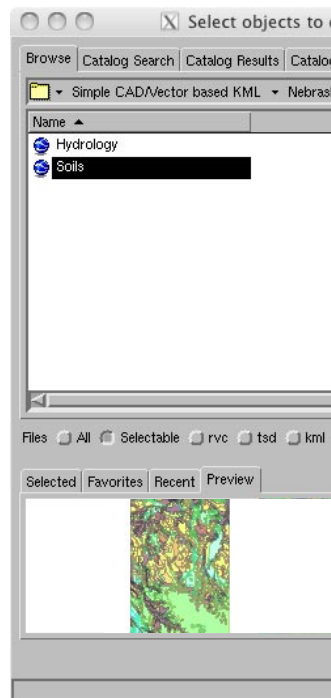 Select objects to
Browse Catalog Search Catalog Results
Simple CAD/Vector based KML
Name
Hydrology
Soils
Files All Selectable rvc tsd kml
Selected Favorites Recent Preview